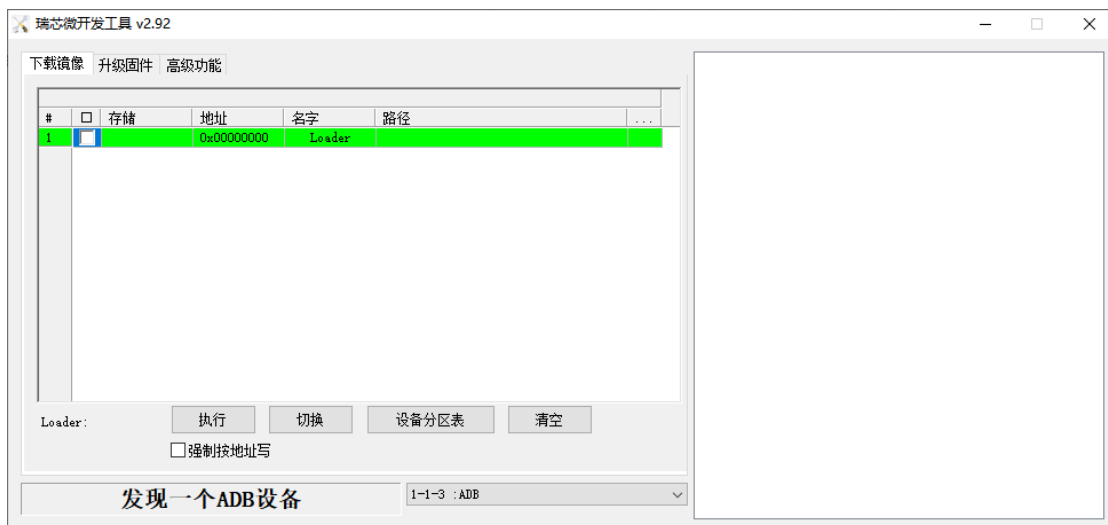 瑞芯微开发工具 v2.92
下载镜像 升级固件 高级功能
# 存储 地址 名字 路径 ...
1 0x00000000 Loader
Loader: 执行 切换 设备分区表 清空
强制按地址写
发现一个ADB设备 1-1-3 :ADB